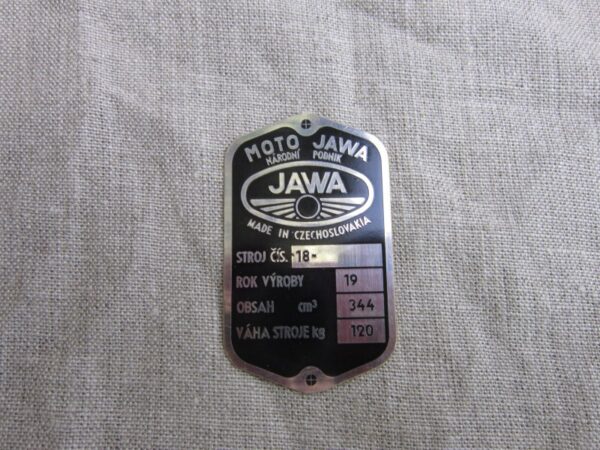 MOTO JAWA
NÁRODNÍ PODNIK
JAWA
MADE IN CZECHOSLOVAKIA
STROJ ČÍS. 18-
ROK VÝROBY 19
OBSAH cm³ 344
VÁHA STROJE kg 120